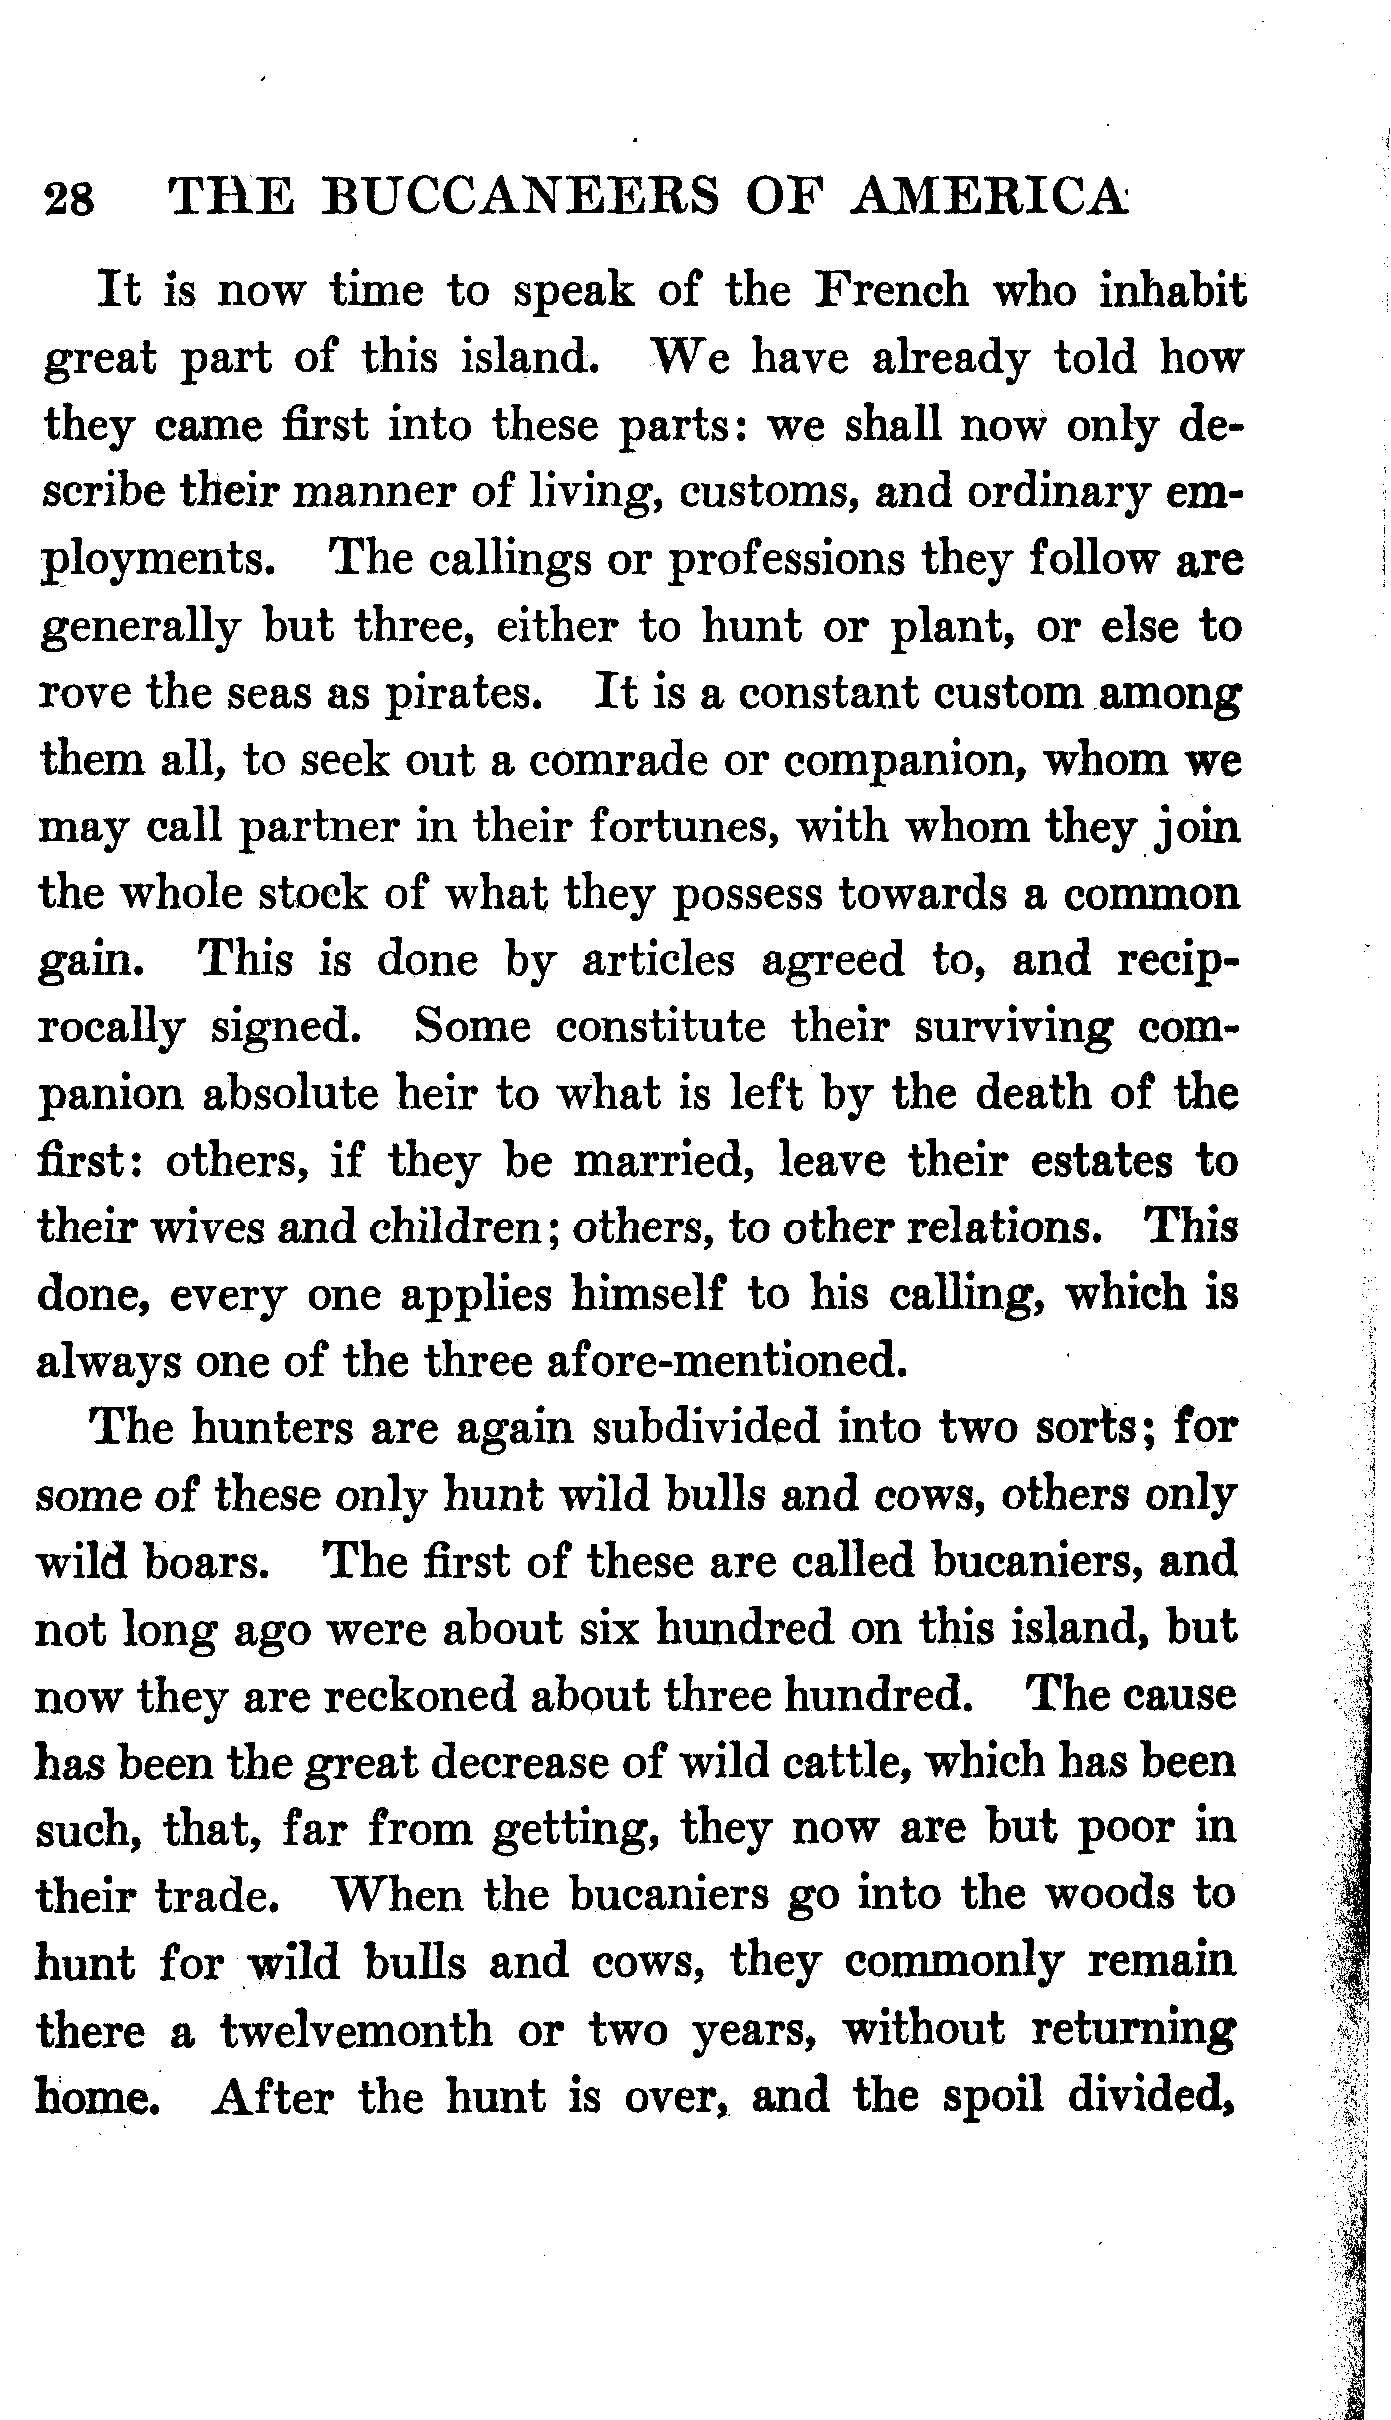 28 THE BUCCANEERS OF AMERICA
It is now time to speak of the French who inhabit
great part of this island. We have already told how
they came first into these parts: we shall now only de-
scribe their manner of living, customs, and ordinary em-
ployments. The callings or professions they follow are
generally but three, either to hunt or plant, or else to
rove the seas as pirates. It is a constant custom among
them all, to seek out a comrade or companion, whom we
may call partner in their fortunes, with whom they join
the whole stock of what they possess towards a common
gain. This is done by articles agreed to, and recip-
rocally signed. Some constitute their surviving com-
panion absolute heir to what is left by the death of the
first: others, if they be married, leave their estates to
their wives and children; others, to other relations. This
done, every one applies himself to his calling, which is
always one of the three afore-mentioned.
The hunters are again subdivided into two sorts; for
some of these only hunt wild bulls and cows, others only
wild boars. The first of these are called bucaniers, and
not long ago were about six hundred on this island, but
now they are reckoned about three hundred. The cause
has been the great decrease of wild cattle, which has been
such, that, far from getting, they now are but poor in
their trade. When the bucaniers go into the woods to
hunt for wild bulls and cows, they commonly remain
there a twelvemonth or two years, without returning
home. After the hunt is over, and the spoil divided,